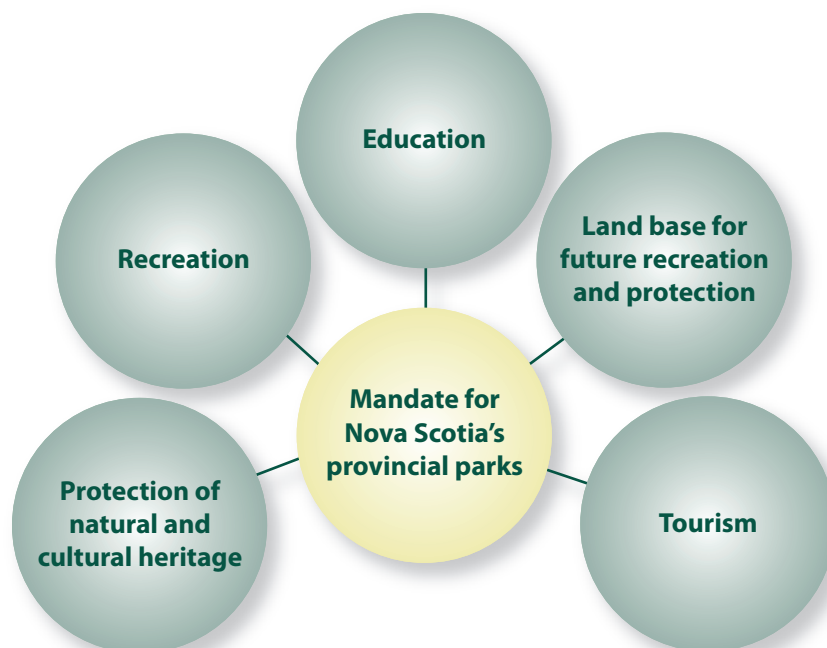 Education
Recreation
Land base for
future recreation
and protection
Mandate for
Nova Scotia’s
provincial parks
Protection of
natural and
cultural heritage
Tourism